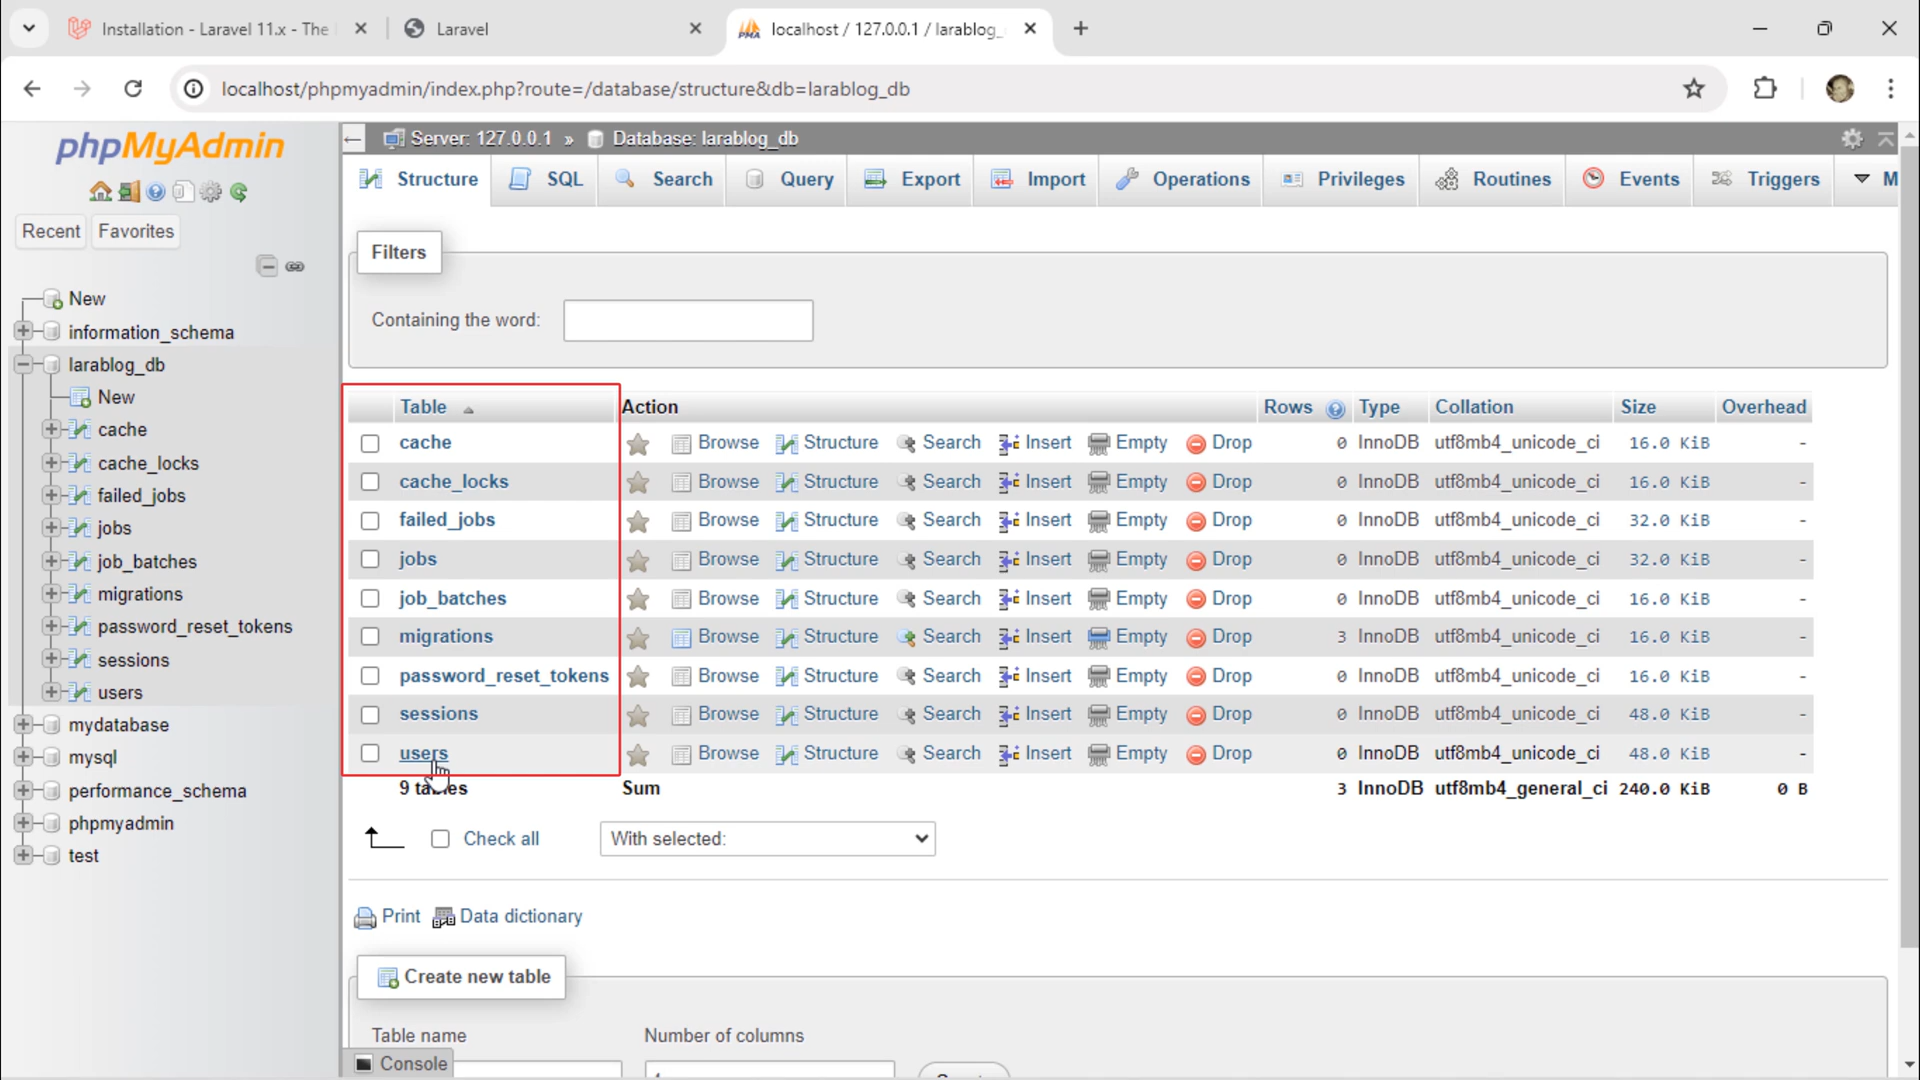 Installation - Laravel 11.x - The
Laravel
localhost / 127.0.0.1 / larablog_
localhost/phpmyadmin/index.php?route=/database/structure&db=larablog_db
phpMyAdmin
Recent
Favorites
New
information_schema
larablog_db
New
cache
cache_locks
failed_jobs
jobs
job_batches
migrations
password_reset_tokens
sessions
users
mydatabase
mysql
performance_schema
phpmyadmin
test
Server: 127.0.0.1 » Database: larablog_db
Structure SQL Search Query Export Import Operations Privileges Routines Events Triggers M
Filters
Containing the word:
Table Action Rows Type Collation Size Overhead
cache Browse Structure Search Insert Empty Drop 0 InnoDB utf8mb4_unicode_ci 16.0 KiB -
cache_locks Browse Structure Search Insert Empty Drop 0 InnoDB utf8mb4_unicode_ci 16.0 KiB -
failed_jobs Browse Structure Search Insert Empty Drop 0 InnoDB utf8mb4_unicode_ci 32.0 KiB -
jobs Browse Structure Search Insert Empty Drop 0 InnoDB utf8mb4_unicode_ci 32.0 KiB -
job_batches Browse Structure Search Insert Empty Drop 0 InnoDB utf8mb4_unicode_ci 16.0 KiB -
migrations Browse Structure Search Insert Empty Drop 3 InnoDB utf8mb4_unicode_ci 16.0 KiB -
password_reset_tokens Browse Structure Search Insert Empty Drop 0 InnoDB utf8mb4_unicode_ci 16.0 KiB -
sessions Browse Structure Search Insert Empty Drop 0 InnoDB utf8mb4_unicode_ci 48.0 KiB -
users Browse Structure Search Insert Empty Drop 0 InnoDB utf8mb4_unicode_ci 48.0 KiB -
9 tables Sum 3 InnoDB utf8mb4_general_ci 240.0 KiB 0 B
Check all With selected:
Print Data dictionary
Create new table
Table name Number of columns
Console